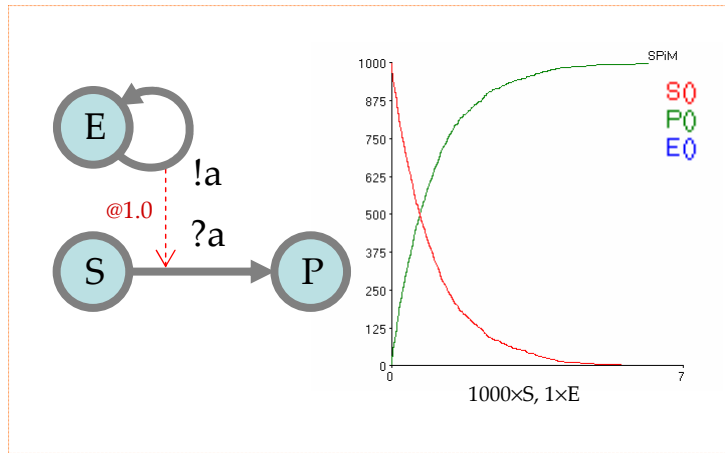 E
!a
@1.0
?a
S
P
SPiM
1000
875
750
625
500
375
250
125
0
0
7
S()
P()
E()
1000×S, 1×E